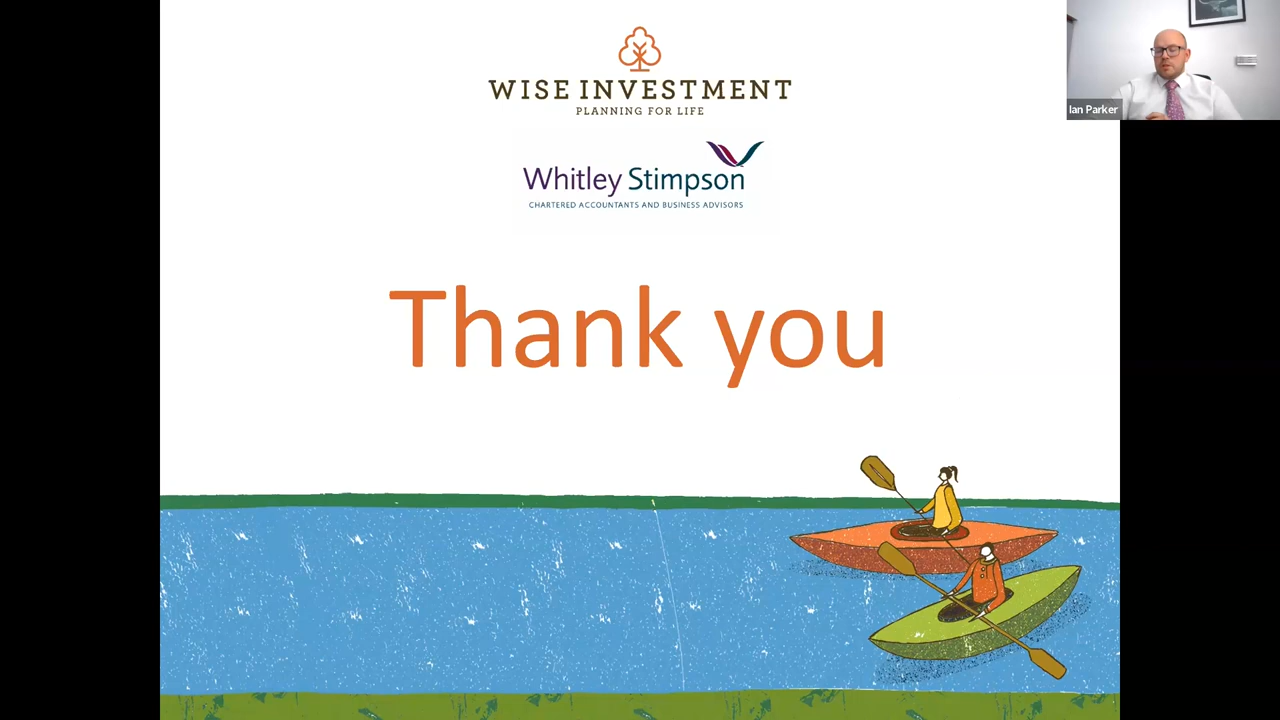 WISE INVESTMENT
PLANNING FOR LIFE
Ian Parker
Whitley Stimpson
CHARTERED ACCOUNTANTS AND BUSINESS ADVISORS
Thank you